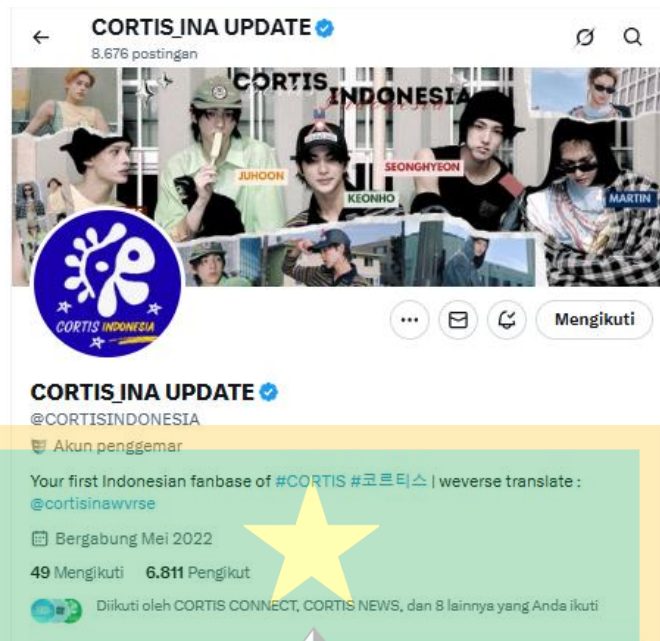 CORTIS_INA UPDATE
8.676 postingan
CORTIS INDONESIA
JUHOON
SEONGHYEON
KEONHO
MARTIN
CORTIS INDONESIA
Mengikuti
CORTIS_INA UPDATE
@CORTISINDONESIA
Akun penggemar
Your first Indonesian fanbase of #CORTIS #코르티스 | weverse translate :
@cortisinawvrse
Bergabung Mei 2022
49 Mengikuti 6.811 Pengikut
Diikuti oleh CORTIS CONNECT, CORTIS NEWS, dan 8 lainnya yang Anda ikuti